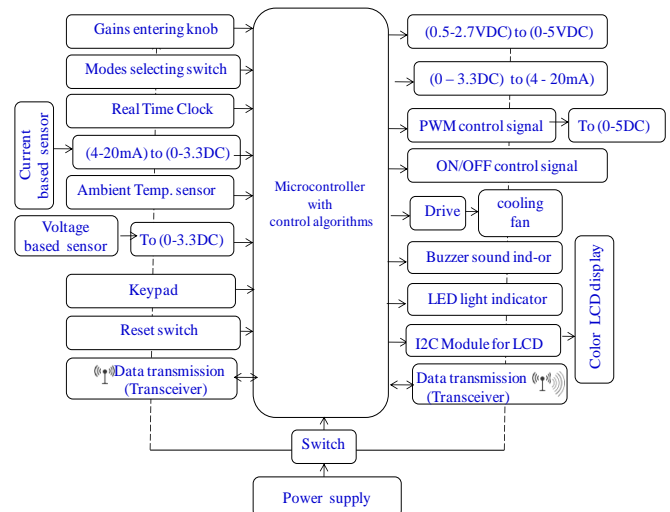 Gains entering knob
Modes selecting switch
Real Time Clock
Current
based sensor
(4-20mA) to (0-3.3DC)
Ambient Temp. sensor
Voltage
based sensor
To (0-3.3DC)
Keypad
Reset switch
Data transmission
(Transceiver)
Microcontroller
with
control algorithms
(0.5-2.7VDC) to (0-5VDC)
(0 – 3.3DC) to (4 - 20mA)
PWM control signal
To (0-5DC)
ON/OFF control signal
Drive
cooling
fan
Buzzer sound ind-or
LED light indicator
I2C Module for LCD
Color LCD display
Data transmission
(Transceiver)
Switch
Power supply